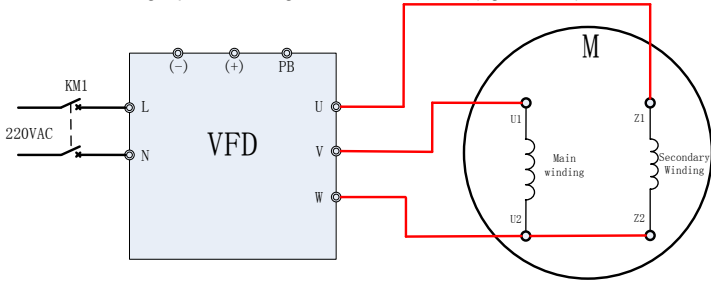 M
(-) (+) PB
KM1
L
U
U1
Z1
220VAC
VFD
N
V
Main
winding
Secondary
Winding
W
U2
Z2